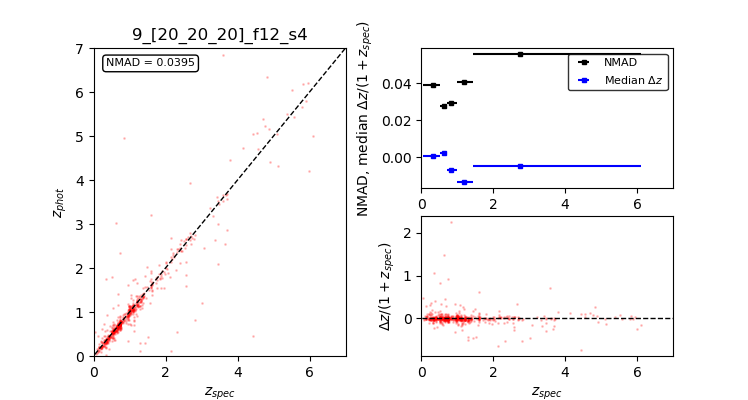 9_[20_20_20]_f12_s4
NMAD = 0.0395
z_phot
7
6
5
4
3
2
1
0
0 2 4 6
z_spec
NMAD, median Δz/(1 + z_spec)
0.04
0.02
0.00
NMAD
Median Δz
0 2 4 6
Δz/(1 + z_spec)
2
1
0
0 2 4 6
z_spec